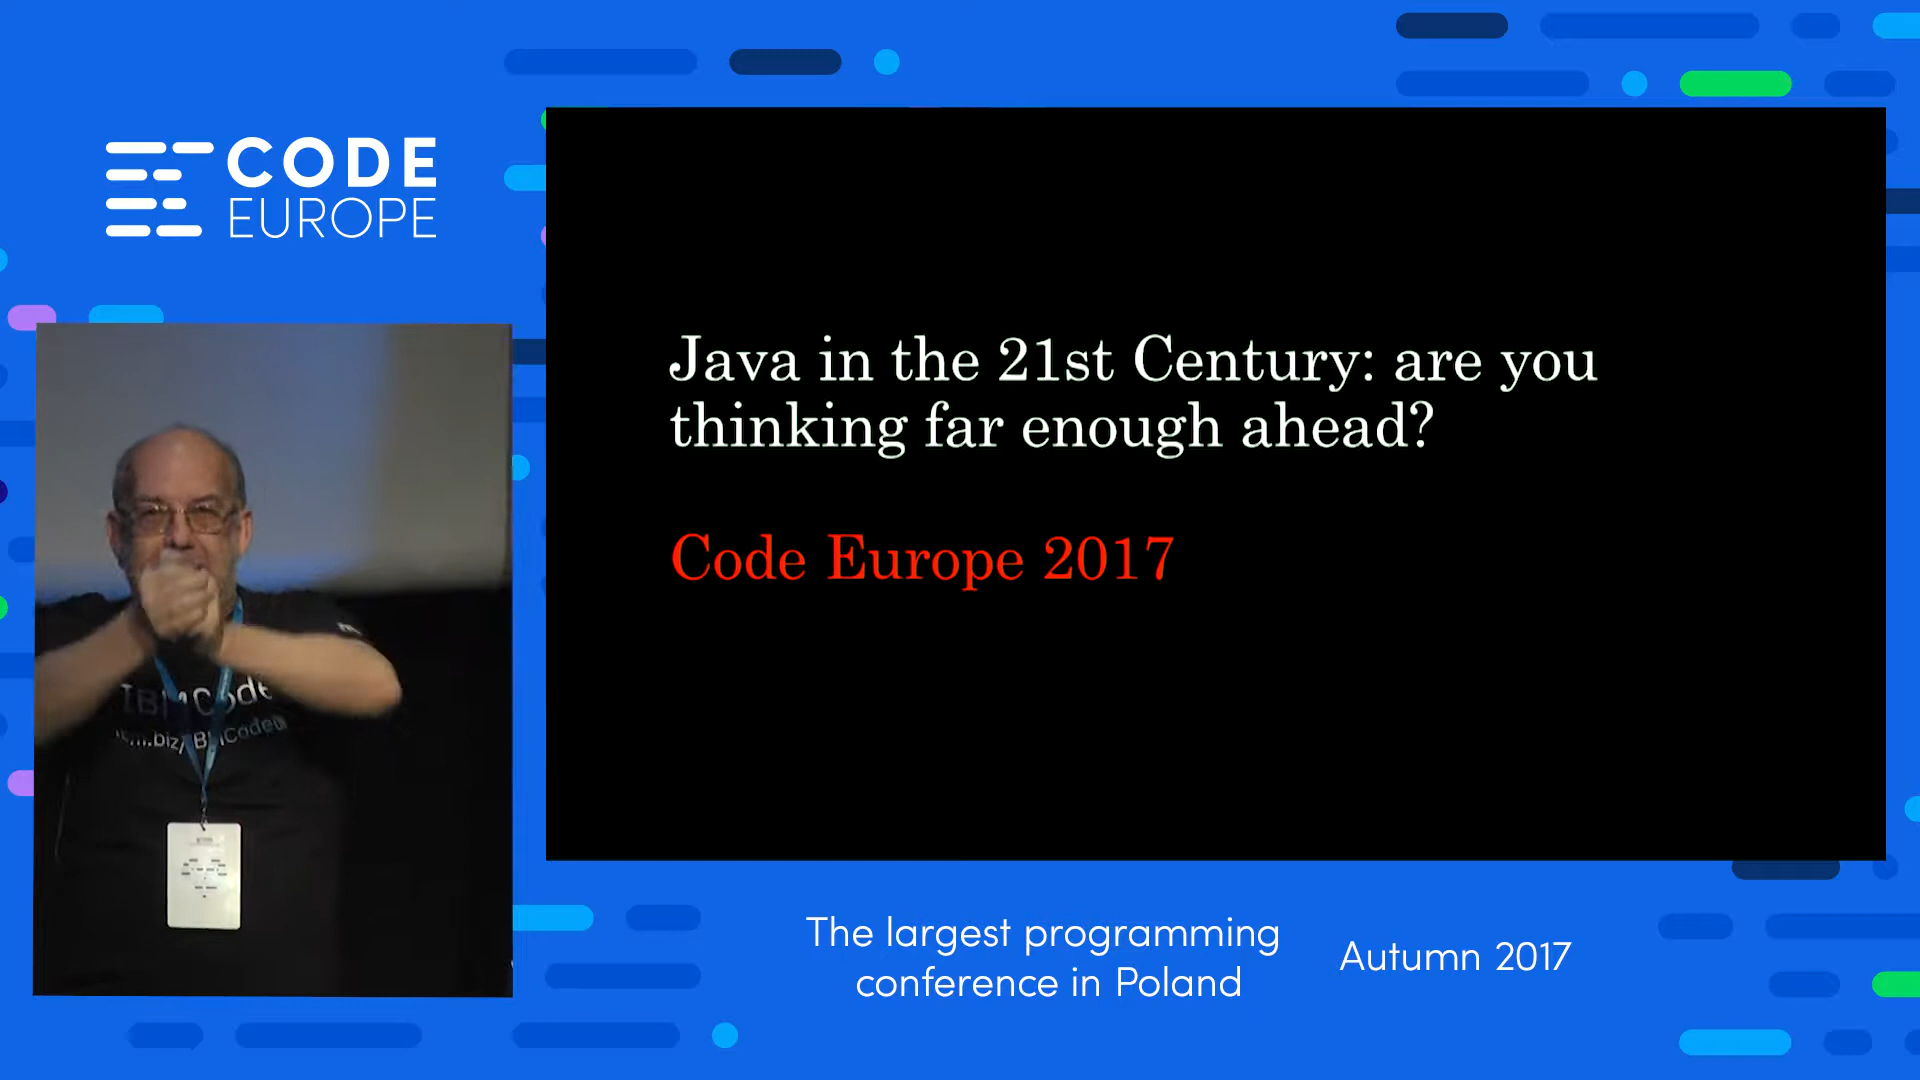 CODE
EUROPE
Java in the 21st Century: are you
thinking far enough ahead?
Code Europe 2017
IBMCode
The largest programming
conference in Poland
Autumn 2017